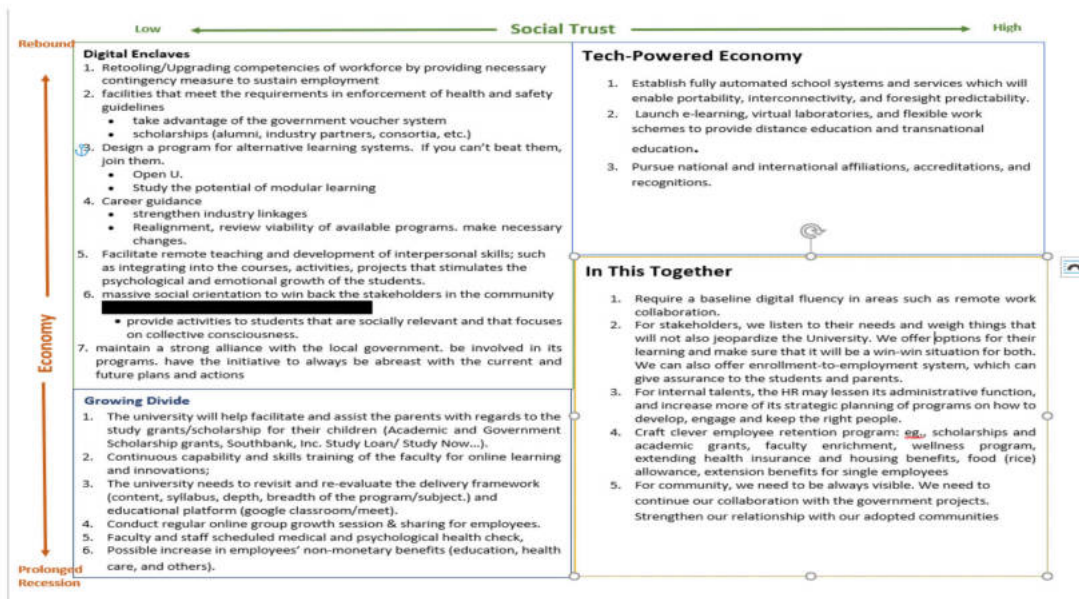 Low Social Trust High
Rebound
Digital Enclaves
1. Retooling/Upgrading competencies of workforce by providing necessary
contingency measure to sustain employment
2. facilities that meet the requirements in enforcement of health and safety
guidelines
• take advantage of the government voucher system
• scholarships (alumni, industry partners, consortia, etc.)
3. Design a program for alternative learning systems. If you can't beat them,
join them.
• Open U.
• Study the potential of modular learning
4. Career guidance
• strengthen industry linkages
• Realignment, review viability of available programs. make necessary
changes.
5. Facilitate remote teaching and development of interpersonal skills; such
as integrating into the courses, activities, projects that stimulates the
psychological and emotional growth of the students.
6. massive social orientation to win back the stakeholders in the community
• provide activities to students that are socially relevant and that focuses
on collective consciousness.
7. maintain a strong alliance with the local government. be involved in its
programs. have the initiative to always be abreast with the current and
future plans and actions
Tech-Powered Economy
1. Establish fully automated school systems and services which will
enable portability, interconnectivity, and foresight predictability.
2. Launch e-learning, virtual laboratories, and flexible work
schemes to provide distance education and transnational
education.
3. Pursue national and international affiliations, accreditations, and
recognitions.
Economy
Growing Divide
1. The university will help facilitate and assist the parents with regards to the
study grants/scholarship for their children (Academic and Government
Scholarship grants, Southbank, Inc. Study Loan/ Study Now...).
2. Continuous capability and skills training of the faculty for online learning
and innovations;
3. The university needs to revisit and re-evaluate the delivery framework
(content, syllabus, depth, breadth of the program/subject.) and
educational platform (google classroom/meet).
4. Conduct regular online group growth session & sharing for employees.
5. Faculty and staff scheduled medical and psychological health check,
6. Possible increase in employees' non-monetary benefits (education, health
care, and others).
In This Together
1. Require a baseline digital fluency in areas such as remote work
collaboration.
2. For stakeholders, we listen to their needs and weigh things that
will not also jeopardize the University. We offer options for their
learning and make sure that it will be a win-win situation for both.
We can also offer enrollment-to-employment system, which can
give assurance to the students and parents.
3. For internal talents, the HR may lessen its administrative function,
and increase more of its strategic planning of programs on how to
develop, engage and keep the right people.
4. Craft clever employee retention program: eg,, scholarships and
academic grants, faculty enrichment, wellness program,
extending health insurance and housing benefits, food (rice)
allowance, extension benefits for single employees
5. For community, we need to be always visible. We need to
continue our collaboration with the government projects.
Strengthen our relationship with our adopted communities
Prolonged
Recession